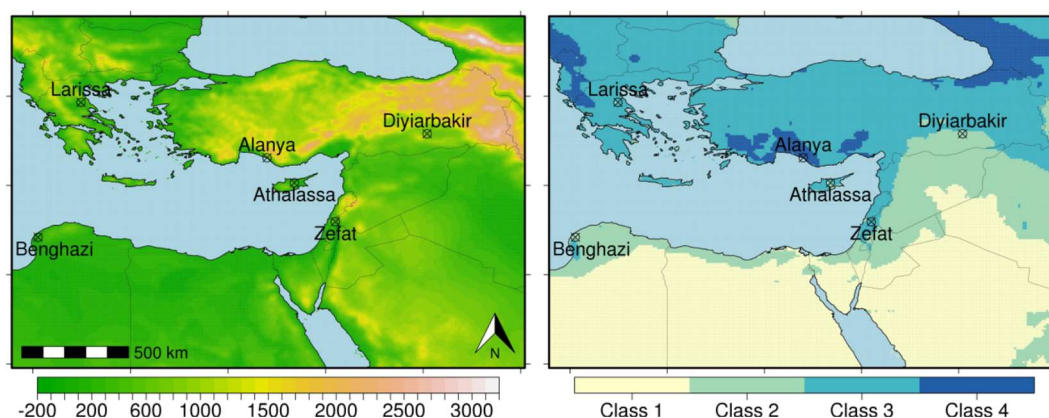 Larissa
Diyiarbakir
Alanya
Athalassa
Zefat
Benghazi
500 km
N
-200 200 600 1000 1500 2000 2500 3000
Larissa
Diyiarbakir
Alanya
Athalassa
Zefat
Benghazi
Class 1 Class 2 Class 3 Class 4